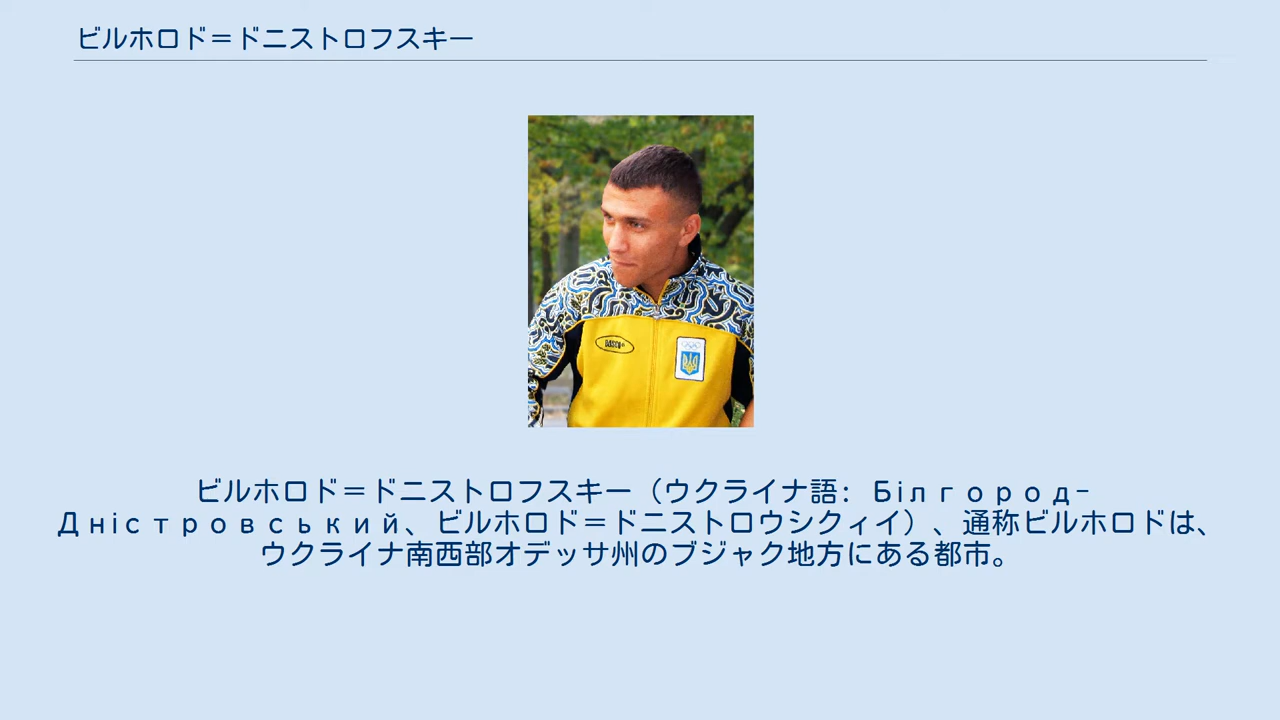 ビルホロド＝ドニストロフスキー
ビルホロド＝ドニストロフスキー（ウクライナ語: Білгород-
Дністровський、ビルホロド＝ドニストロウシクィイ）、通称ビルホロドは、
ウクライナ南西部オデッサ州のブジャク地方にある都市。